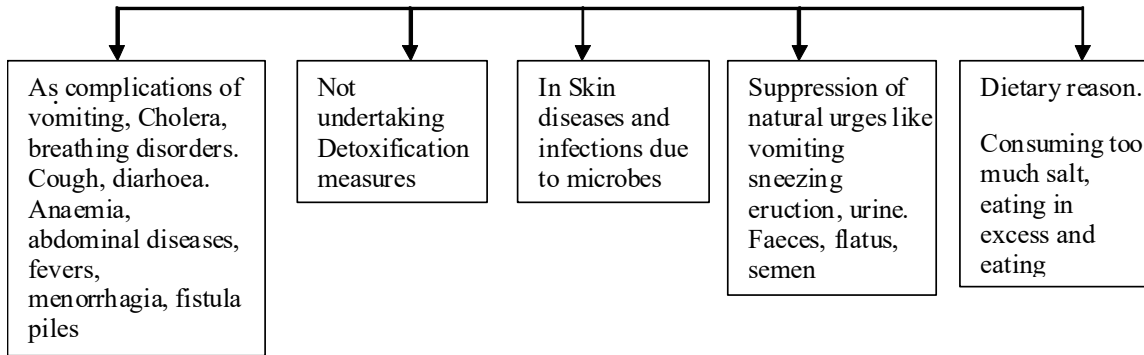 As complications of
vomiting, Cholera,
breathing disorders.
Cough, diarhoea.
Anaemia,
abdominal diseases,
fevers,
menorrhagia, fistula
piles
Not
undertaking
Detoxification
measures
In Skin
diseases and
infections due
to microbes
Suppression of
natural urges like
vomiting
sneezing
eruction, urine.
Faeces, flatus,
semen
Dietary reason.
Consuming too
much salt,
eating in
excess and
eating